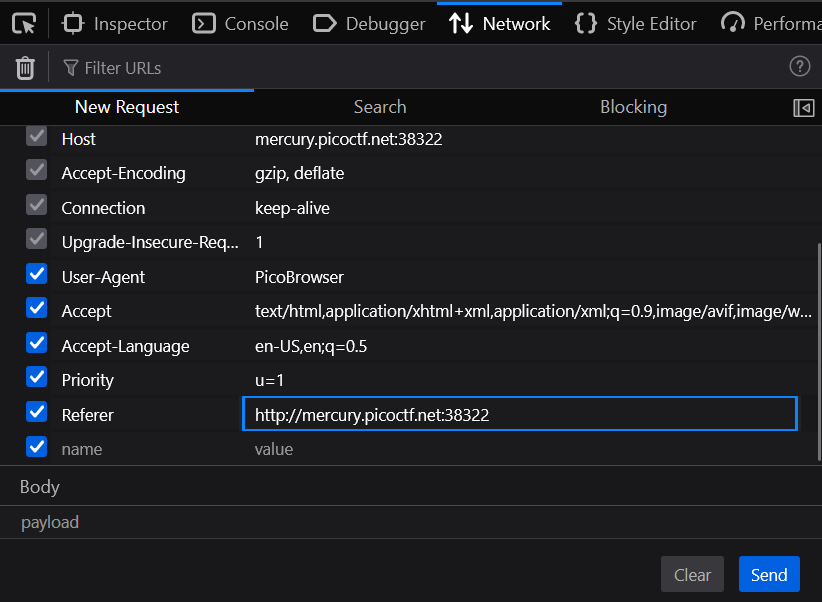 Inspector Console Debugger Network Style Editor Performa
Filter URLs
New Request Search Blocking
Host mercury.picoctf.net:38322
Accept-Encoding gzip, deflate
Connection keep-alive
Upgrade-Insecure-Req... 1
User-Agent PicoBrowser
Accept text/html,application/xhtml+xml,application/xml;q=0.9,image/avif,image/w...
Accept-Language en-US,en;q=0.5
Priority u=1
Referer http://mercury.picoctf.net:38322
name value
Body
payload
Clear Send